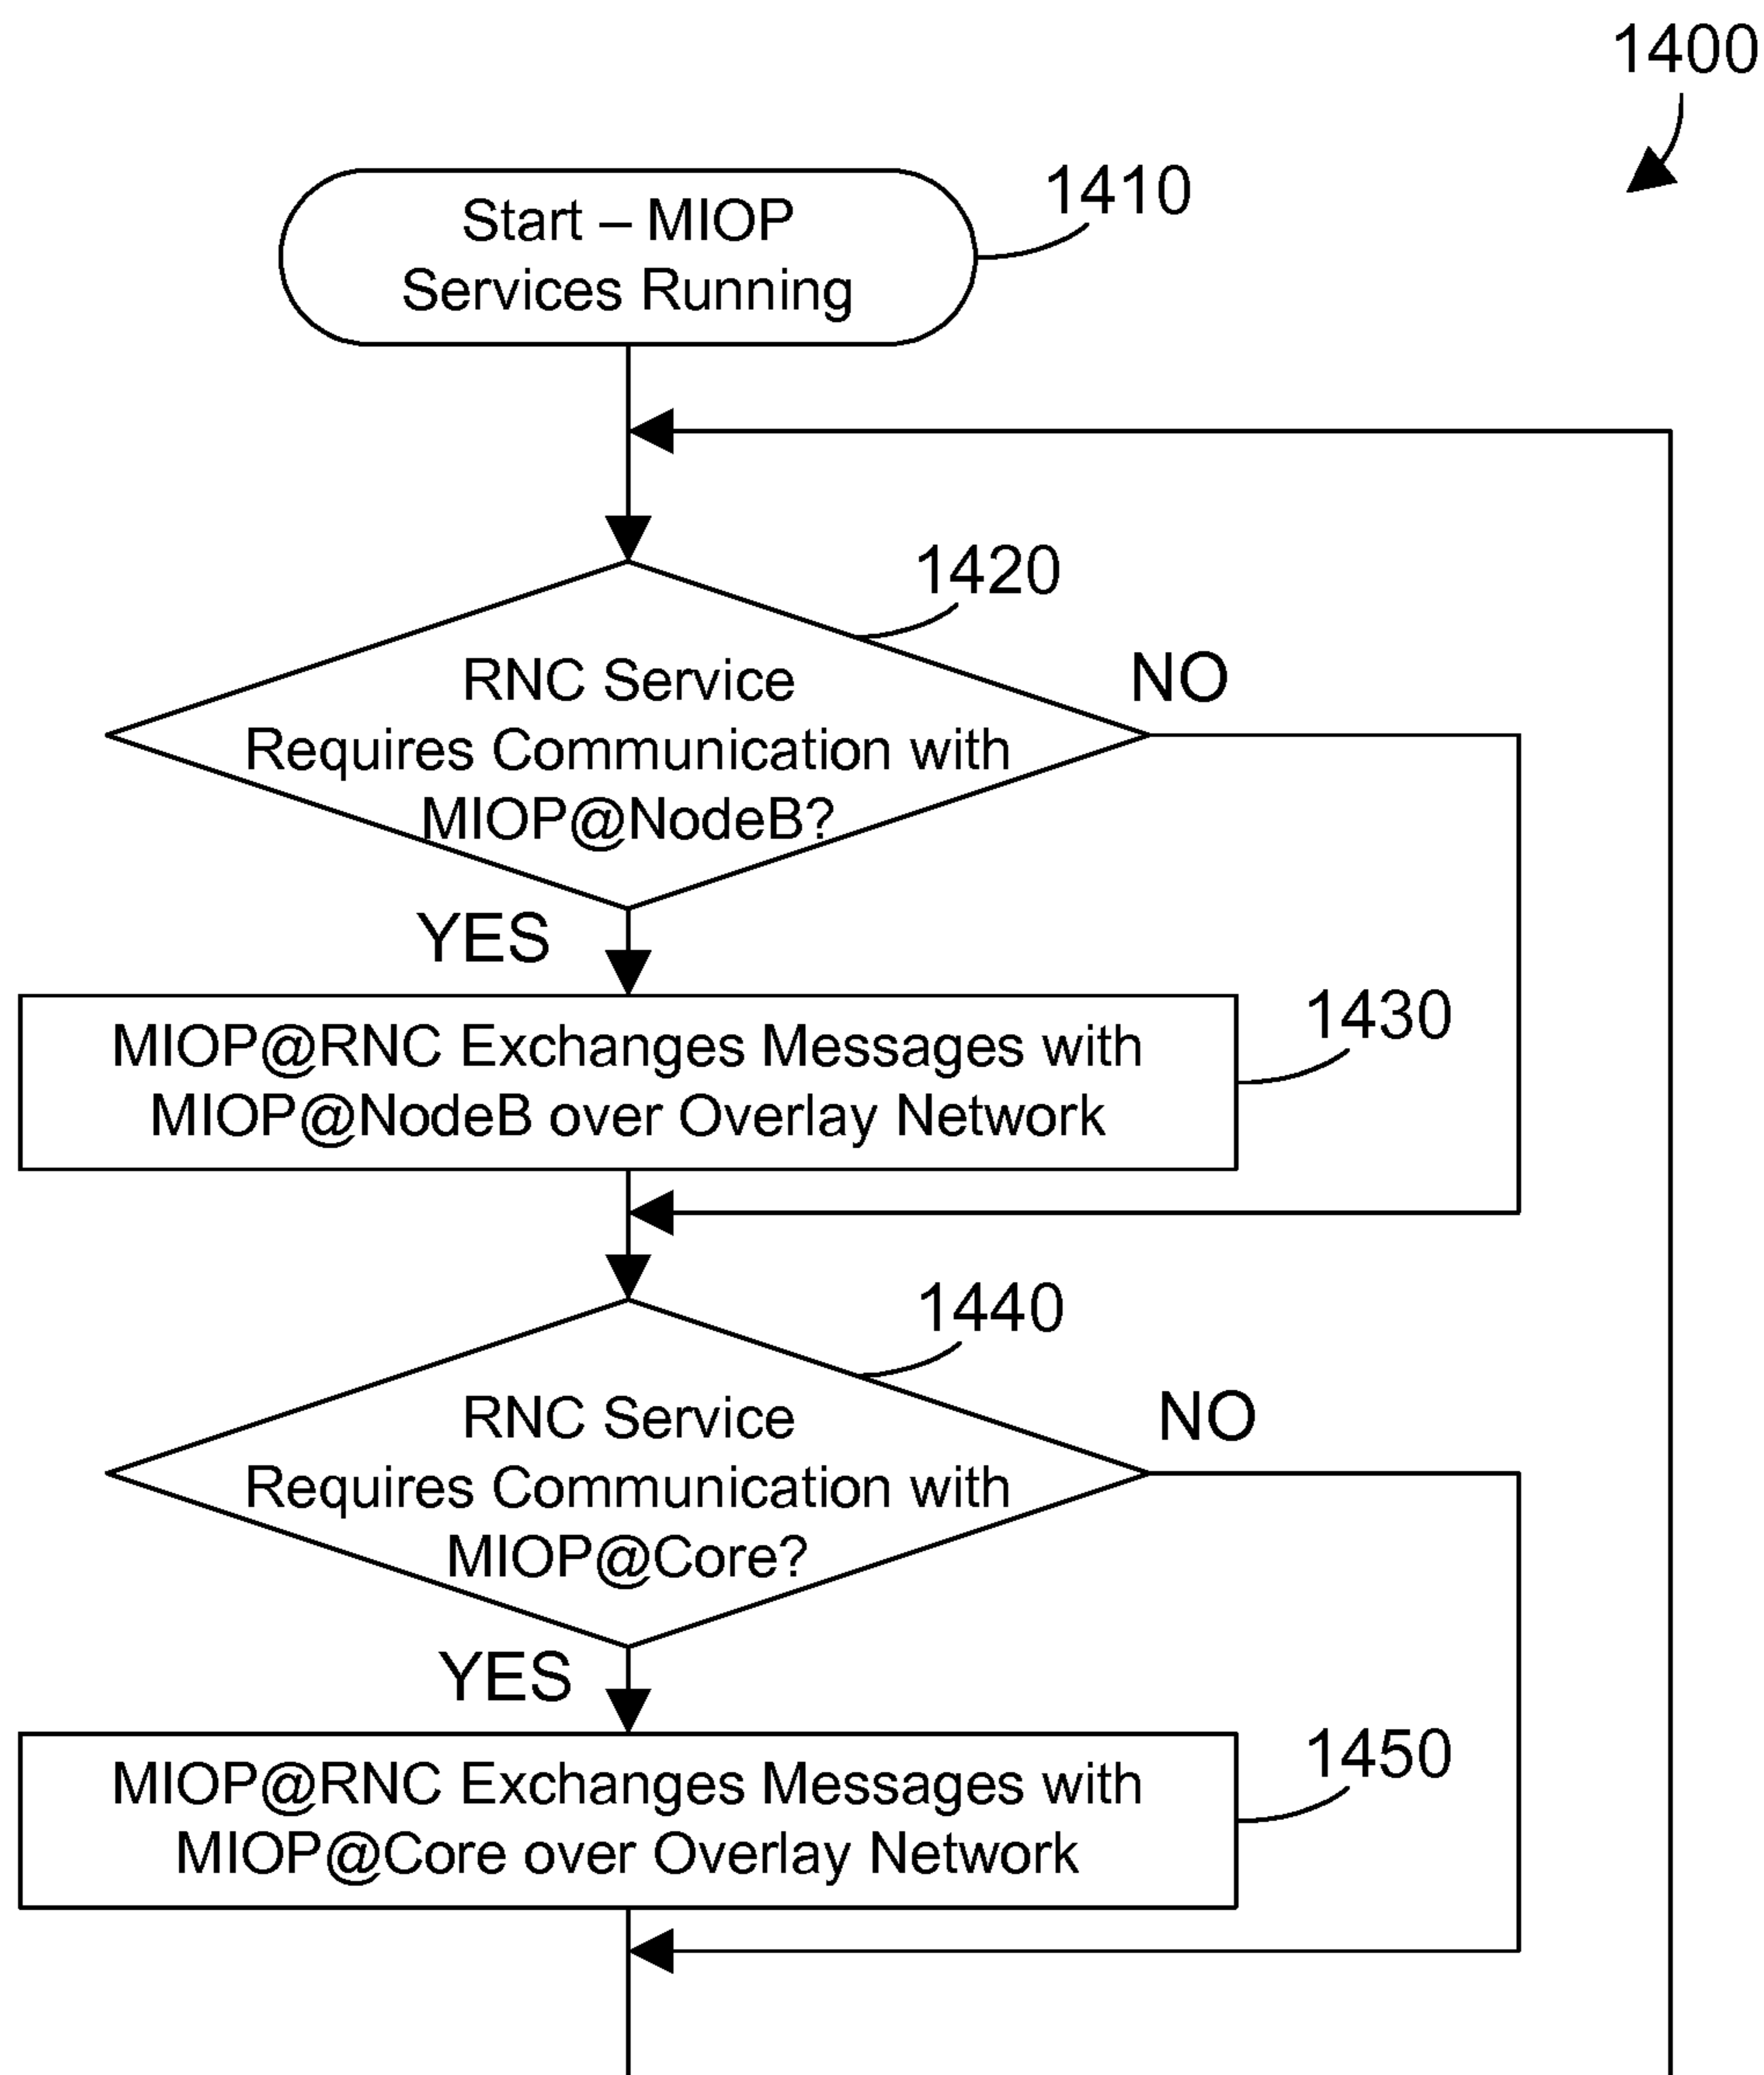 1400
Start – MIOP
Services Running
1410
1420
RNC Service
Requires Communication with
MIOP@NodeB?
NO
YES
1430
MIOP@RNC Exchanges Messages with
MIOP@NodeB over Overlay Network
1440
RNC Service
Requires Communication with
MIOP@Core?
NO
YES
1450
MIOP@RNC Exchanges Messages with
MIOP@Core over Overlay Network